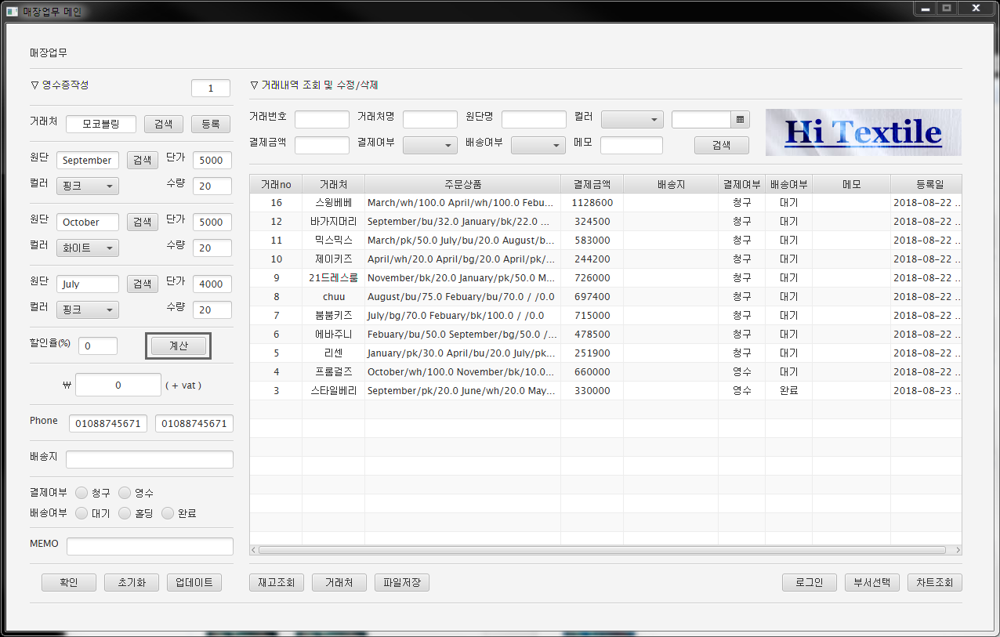 매장업무 메인
매장업무
▽ 영수증작성 1
거래처 모코블링 검색 등록
원단 September 검색 단가 5000
컬러 핑크 수량 20
원단 October 검색 단가 5000
컬러 화이트 수량 20
원단 July 검색 단가 4000
컬러 핑크 수량 20
할인율(%) 0 계산
₩ 0 ( + vat )
Phone 01088745671 01088745671
배송지
결제여부 청구 영수
배송여부 대기 홀딩 완료
MEMO
확인 초기화 업데이트
▽ 거래내역 조회 및 수정/삭제
거래번호 거래처명 원단명 컬러
결제금액 결제여부 배송여부 메모 검색
Hi Textile
거래no 거래처 주문상품 결제금액 배송지 결제여부 배송여부 메모 등록일
16 스윙베베 March/wh/100.0 April/wh/100.0 Febu... 1128600 청구 대기 2018-08-22 ..
12 바가지머리 September/bu/32.0 January/bk/22.0 ... 324500 청구 대기 2018-08-22 ..
11 믹스믹스 March/pk/50.0 July/bu/20.0 August/b... 583000 청구 대기 2018-08-22 ..
10 제이키즈 April/wh/20.0 April/bg/20.0 April/pk/... 244200 청구 대기 2018-08-22 ..
9 21드레스룸 November/bk/20.0 January/pk/50.0 M... 726000 청구 대기 2018-08-22 ..
8 chuu August/bu/75.0 Febuary/bu/70.0 / /0.0 697400 청구 대기 2018-08-22 ..
7 붐붐키즈 July/bg/70.0 Febuary/bk/100.0 / /0.0 715000 청구 대기 2018-08-22 ..
6 에바주니 Febuary/bu/50.0 September/bg/50.0 /... 478500 청구 대기 2018-08-22 ..
5 리센 January/pk/30.0 April/bu/20.0 July/pk... 251900 청구 대기 2018-08-22 ..
4 프롬걸즈 October/wh/100.0 November/bk/10.0... 660000 영수 대기 2018-08-22 ..
3 스타일베리 September/pk/20.0 June/wh/20.0 May... 330000 영수 완료 2018-08-23 ..
재고조회 거래처 파일저장 로그인 부서선택 차트조회